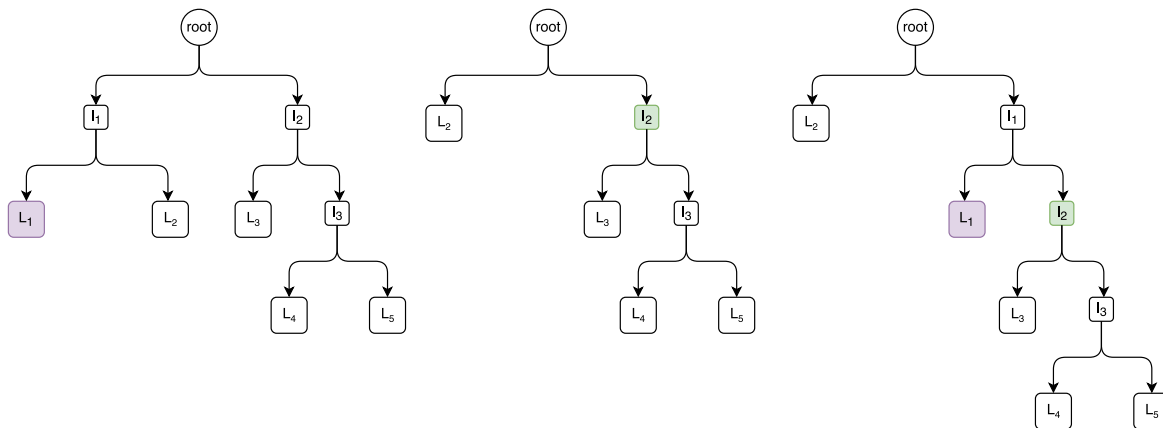 root
root
root
I₁
I₂
L₂
I₂
L₂
I₁
L₁
L₂
L₃
I₃
L₃
I₃
L₁
I₂
L₄
L₅
L₄
L₅
L₃
I₃
L₄
L₅